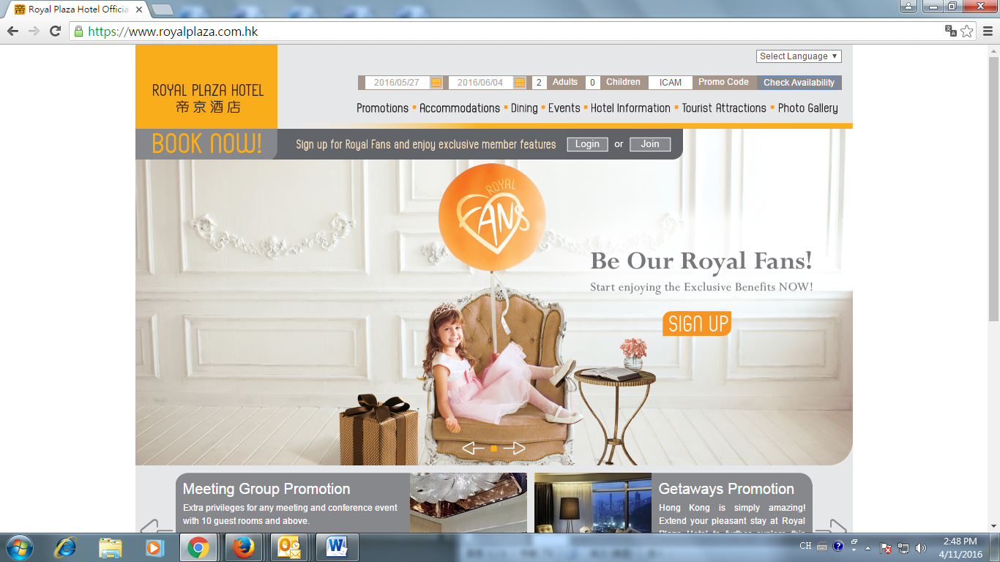 Royal Plaza Hotel Officia
https://www.royalplaza.com.hk
Select Language ▼
2016/05/27 2016/06/04 2 Adults 0 Children ICAM Promo Code Check Availability
ROYAL PLAZA HOTEL
帝京酒店
Promotions Accommodations Dining Events Hotel Information Tourist Attractions Photo Gallery
BOOK NOW! Sign up for Royal Fans and enjoy exclusive member features Login or Join
ROYAL
FANS
Be Our Royal Fans!
Start enjoying the Exclusive Benefits NOW!
SIGN UP
Meeting Group Promotion
Extra privileges for any meeting and conference event
with 10 guest rooms and above.
Getaways Promotion
Hong Kong is simply amazing!
Extend your pleasant stay at Royal
Plaza Hotel to further explore this
CH
2:48 PM
4/11/2016